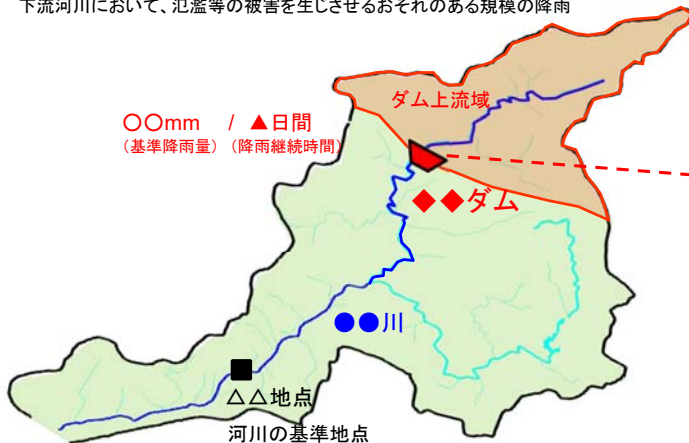 下流河川において、氾濫等の被害を生じさせるおそれのある規模の降雨
ダム上流域
〇〇mm / ▲日間
（基準降雨量） （降雨継続時間）
◆◆ダム
●●川
△△地点
河川の基準地点